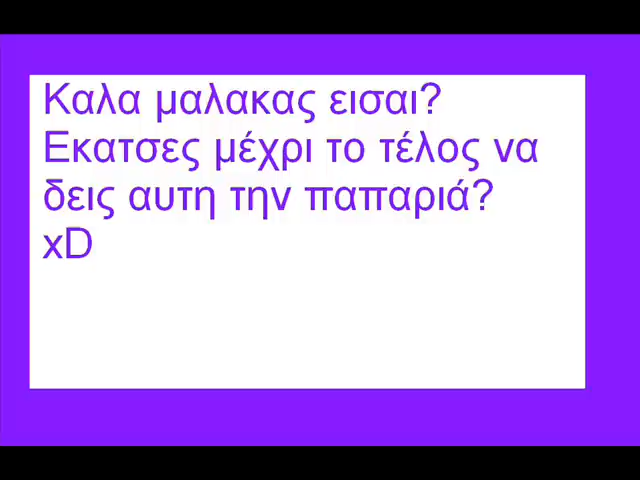 Καλα μαλακας εισαι?
Εκατσες μέχρι το τέλος να
δεις αυτη την παπαριά?
xD